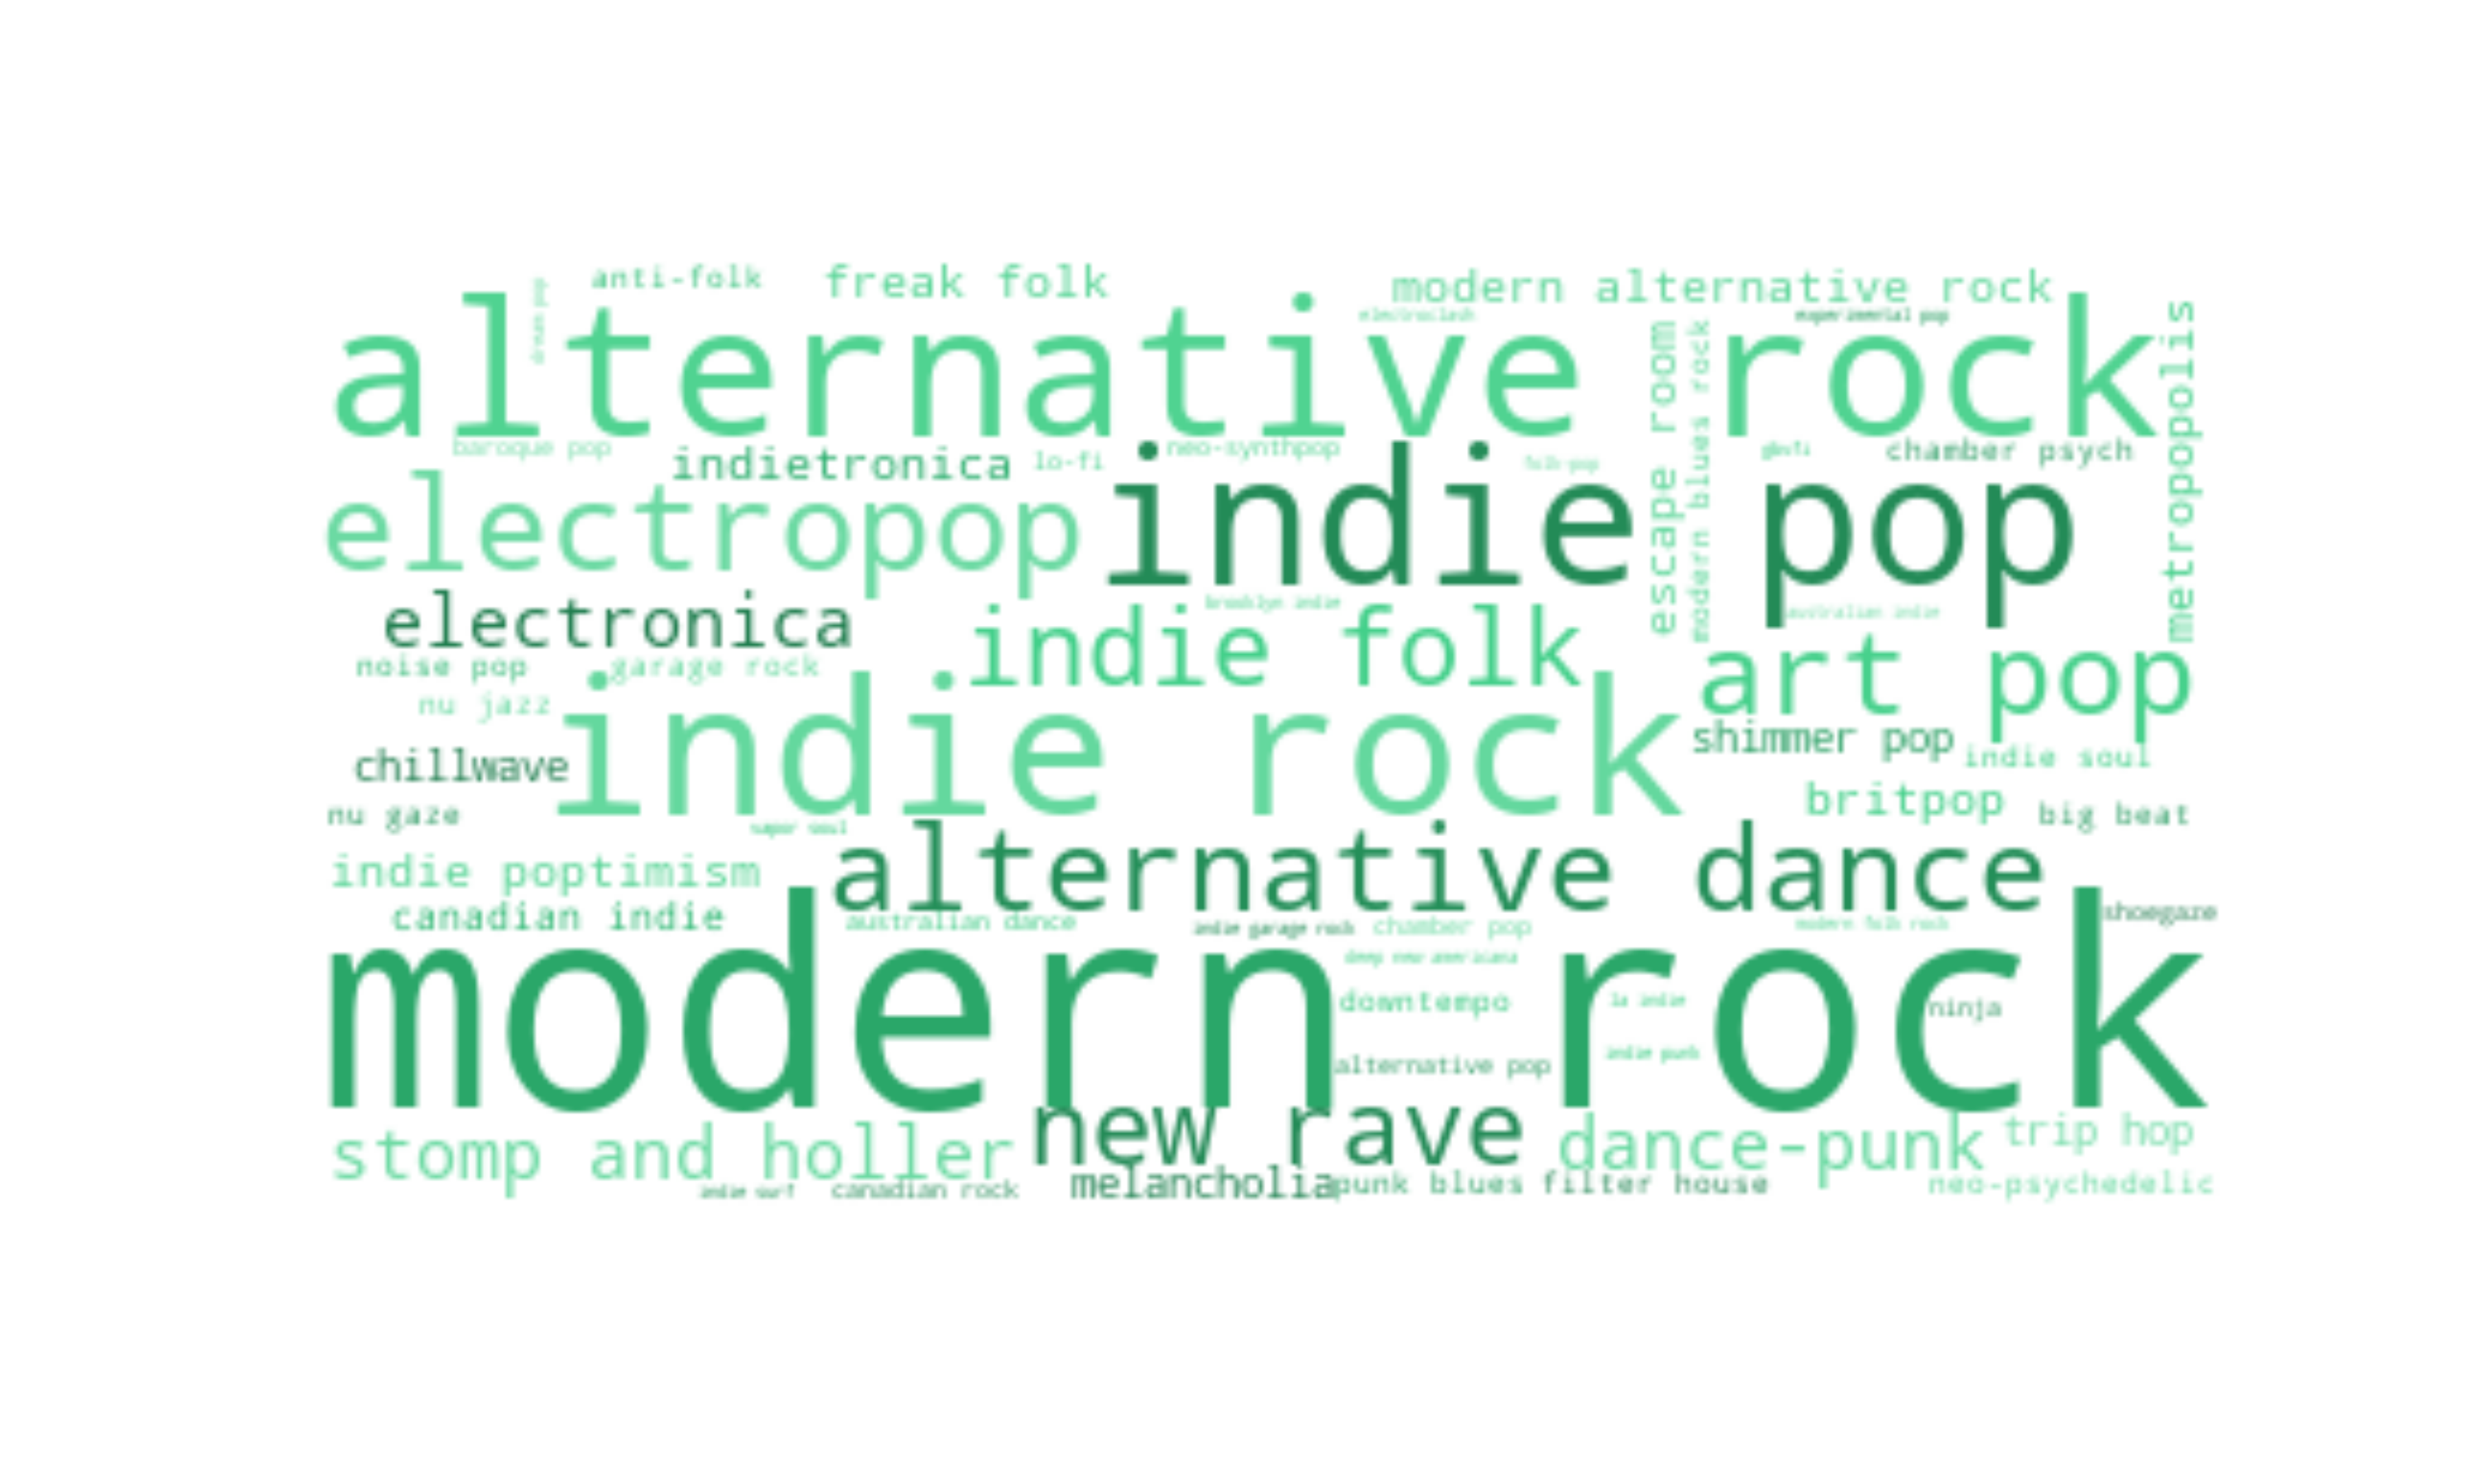 anti-folk
freak folk
modern alternative rock
dream pop
electroclash
experimental pop
alternative rock
escape room
modern blues rock
metropopolis
baroque pop
indietronica
lo-fi
neo-synthpop
folk-pop
chamber psych
electropop
indie pop
electronica
brooklyn indie
australian indie
indie folk
noise pop
garage rock
art pop
nu jazz
indie rock
shimmer pop
indie soul
chillwave
britpop
big beat
nu gaze
alternative dance
indie poptimism
canadian indie
australian dance
indie garage rock
chamber pop
modern folk rock
shoegaze
modern rock
deep new americana
downtempo
la indie
ninja
indie punk
alternative pop
new rave
stomp and holler
dance-punk
trip hop
indie surf
canadian rock
melancholia
punk blues
filter house
neo-psychedelic